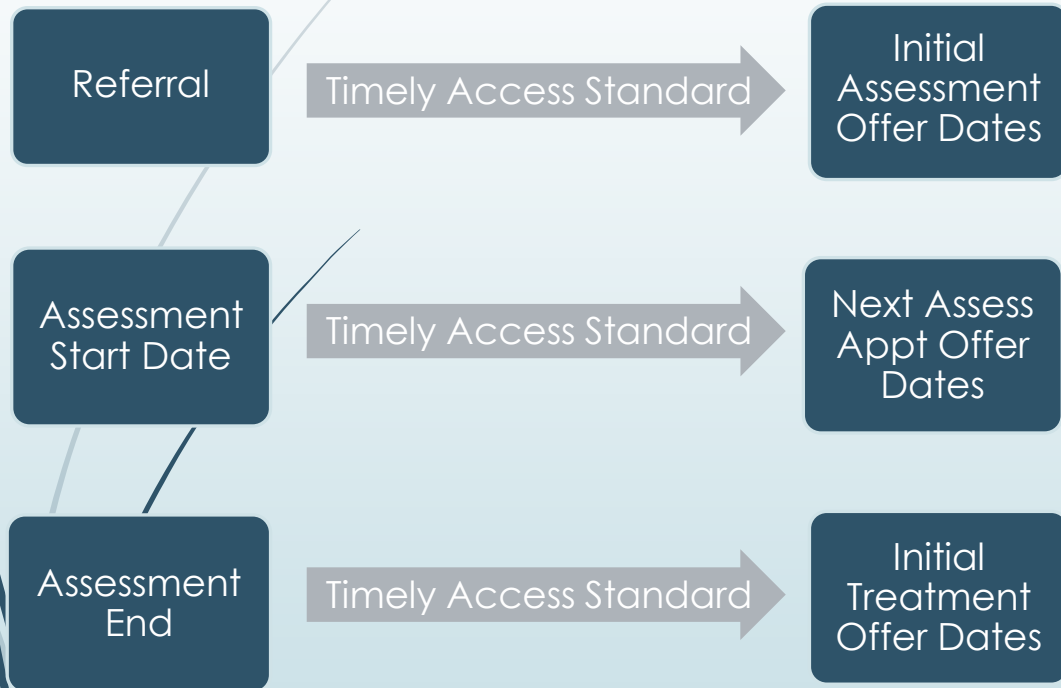 Referral
Timely Access Standard
Initial
Assessment
Offer Dates
Assessment
Start Date
Timely Access Standard
Next Assess
Appt Offer
Dates
Assessment
End
Timely Access Standard
Initial
Treatment
Offer Dates